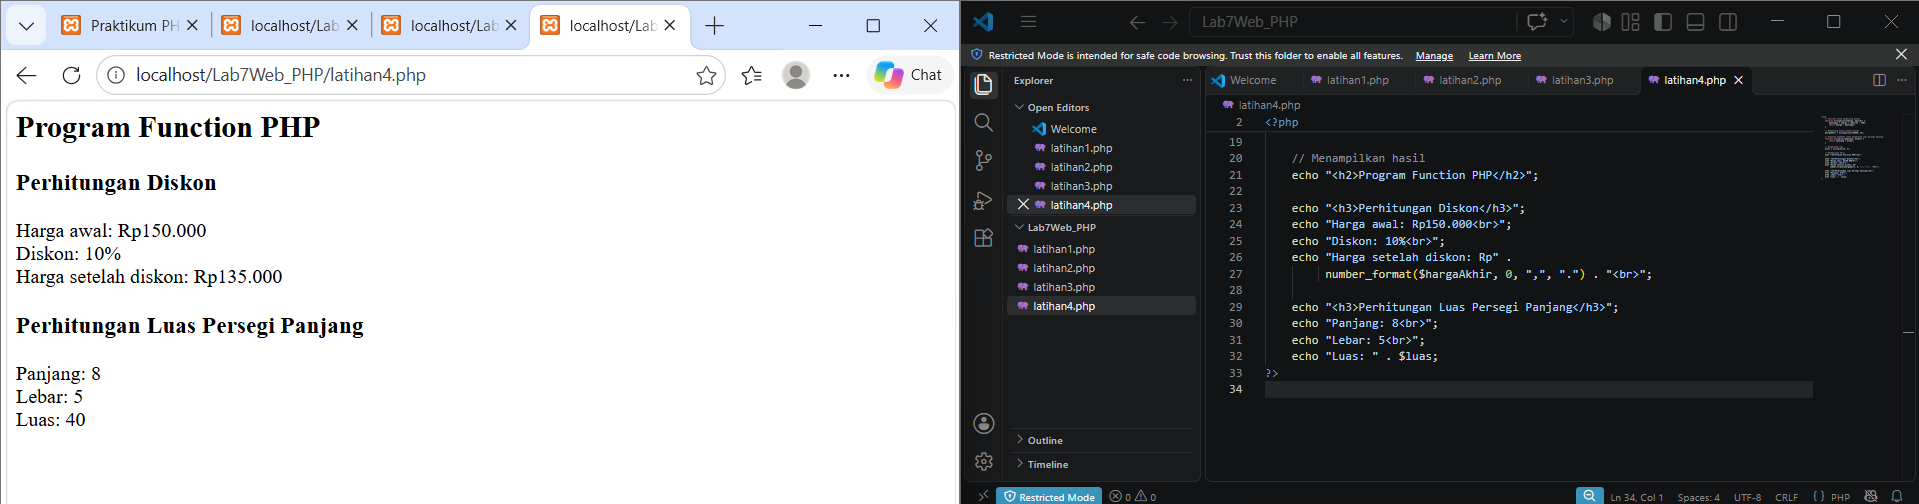 Praktikum PH
localhost/Lab
localhost/Lab
localhost/Lab
localhost/Lab7Web_PHP/latihan4.php
Chat
Program Function PHP
Perhitungan Diskon
Harga awal: Rp150.000
Diskon: 10%
Harga setelah diskon: Rp135.000
Perhitungan Luas Persegi Panjang
Panjang: 8
Lebar: 5
Luas: 40
Lab7Web_PHP
Restricted Mode is intended for safe code browsing. Trust this folder to enable all features. Manage Learn More
Explorer
Open Editors
Welcome
latihan1.php
latihan2.php
latihan3.php
latihan4.php
Lab7Web_PHP
latihan1.php
latihan2.php
latihan3.php
latihan4.php
Outline
Timeline
Welcome latihan1.php latihan2.php latihan3.php latihan4.php
latihan4.php
2 <?php
19
20 // Menampilkan hasil
21 echo "<h2>Program Function PHP</h2>";
22
23 echo "<h3>Perhitungan Diskon</h3>";
24 echo "Harga awal: Rp150.000<br>";
25 echo "Diskon: 10%<br>";
26 echo "Harga setelah diskon: Rp" .
27 number_format($hargaAkhir, 0, ",", ".") . "<br>";
28
29 echo "<h3>Perhitungan Luas Persegi Panjang</h3>";
30 echo "Panjang: 8<br>";
31 echo "Lebar: 5<br>";
32 echo "Luas: " . $luas;
33 ?>
34
Restricted Mode 0 0 Ln 34, Col 1 Spaces: 4 UTF-8 CRLF { } PHP